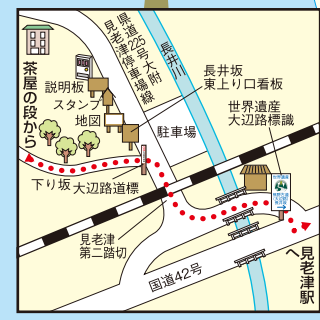 県道225号大附
見老津停車場線
長井川
茶屋の段から
説明板
スタンプ
地図
長井坂
東上り口看板
世界遺産
大辺路標識
駐車場
下り坂
大辺路道標
世界遺産
見老津
第二踏切
国道42号
見老津駅へ